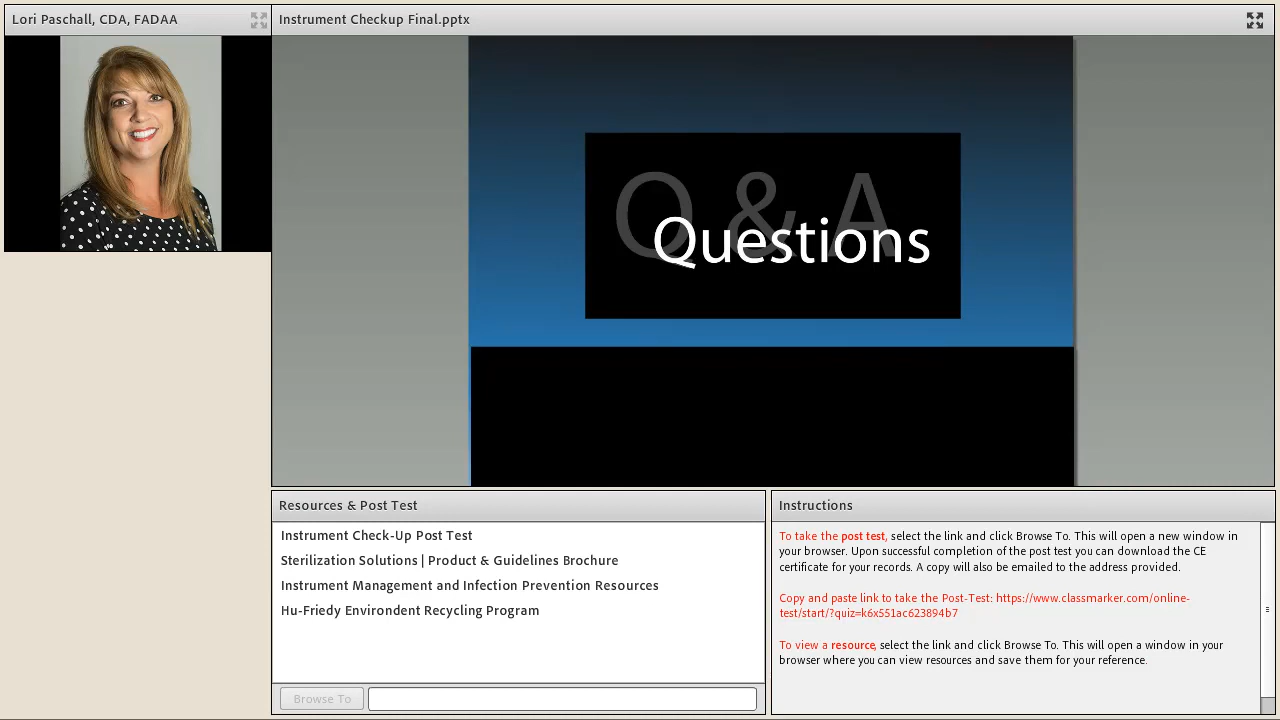 Lori Paschall, CDA, FADAA
Instrument Checkup Final.pptx
Q & A
Questions
Resources & Post Test
Instrument Check-Up Post Test
Sterilization Solutions | Product & Guidelines Brochure
Instrument Management and Infection Prevention Resources
Hu-Friedy Environdent Recycling Program
Browse To
Instructions
To take the post test, select the link and click Browse To. This will open a new window in
your browser. Upon successful completion of the post test you can download the CE
certificate for your records. A copy will also be emailed to the address provided.
Copy and paste link to take the Post-Test: https://www.classmarker.com/online-
test/start/?quiz=k6x551ac623894b7
To view a resource, select the link and click Browse To. This will open a window in your
browser where you can view resources and save them for your reference.